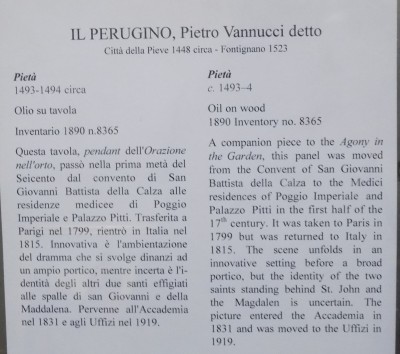 IL PERUGINO, Pietro Vannucci detto
Città della Pieve 1448 circa - Fontignano 1523
Pietà
1493-1494 circa
Olio su tavola
Inventario 1890 n.8365
Questa tavola, pendant dell'Orazione
nell'orto, passò nella prima metà del
Seicento dal convento di San
Giovanni Battista della Calza alle
residenze medicee di Poggio
Imperiale e Palazzo Pitti. Trasferita a
Parigi nel 1799, rientrò in Italia nel
1815. Innovativa è l'ambientazione
del dramma che si svolge dinanzi ad
un ampio portico, mentre incerta è l'i-
dentità degli altri due santi effigiati
alle spalle di san Giovanni e della
Maddalena. Pervenne all'Accademia
nel 1831 e agli Uffizi nel 1919.
Pietà
c. 1493–4
Oil on wood
1890 Inventory no. 8365
A companion piece to the Agony in
the Garden, this panel was moved
from the Convent of San Giovanni
Battista della Calza to the Medici
residences of Poggio Imperiale and
Palazzo Pitti in the first half of the
17th century. It was taken to Paris in
1799 but was returned to Italy in
1815. The scene unfolds in an
innovative setting before a broad
portico, but the identity of the two
saints standing behind St. John and
the Magdalen is uncertain. The
picture entered the Accademia in
1831 and was moved to the Uffizi in
1919.